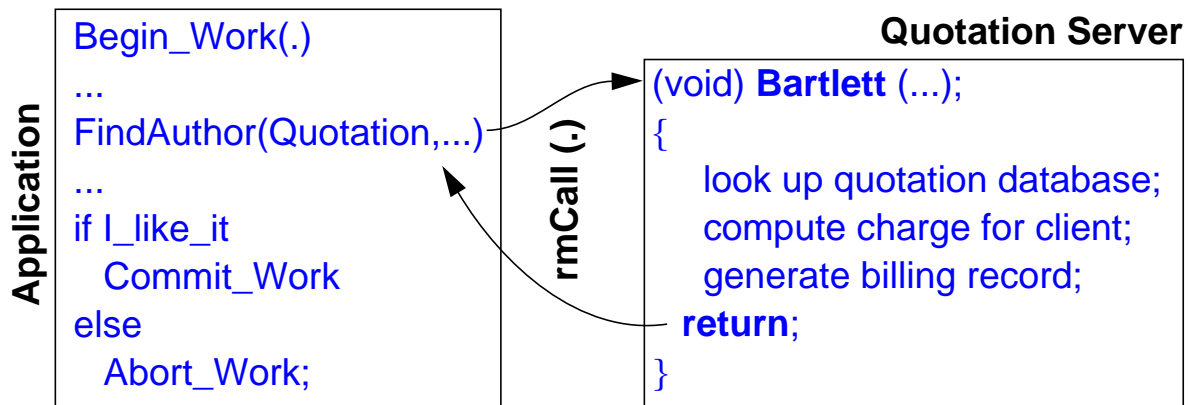 Application
Begin_Work(.)
...
FindAuthor(Quotation,...)
...
if I_like_it
Commit_Work
else
Abort_Work;
rmCall (.)
Quotation Server
(void) Bartlett (...);
{
look up quotation database;
compute charge for client;
generate billing record;
return;
}